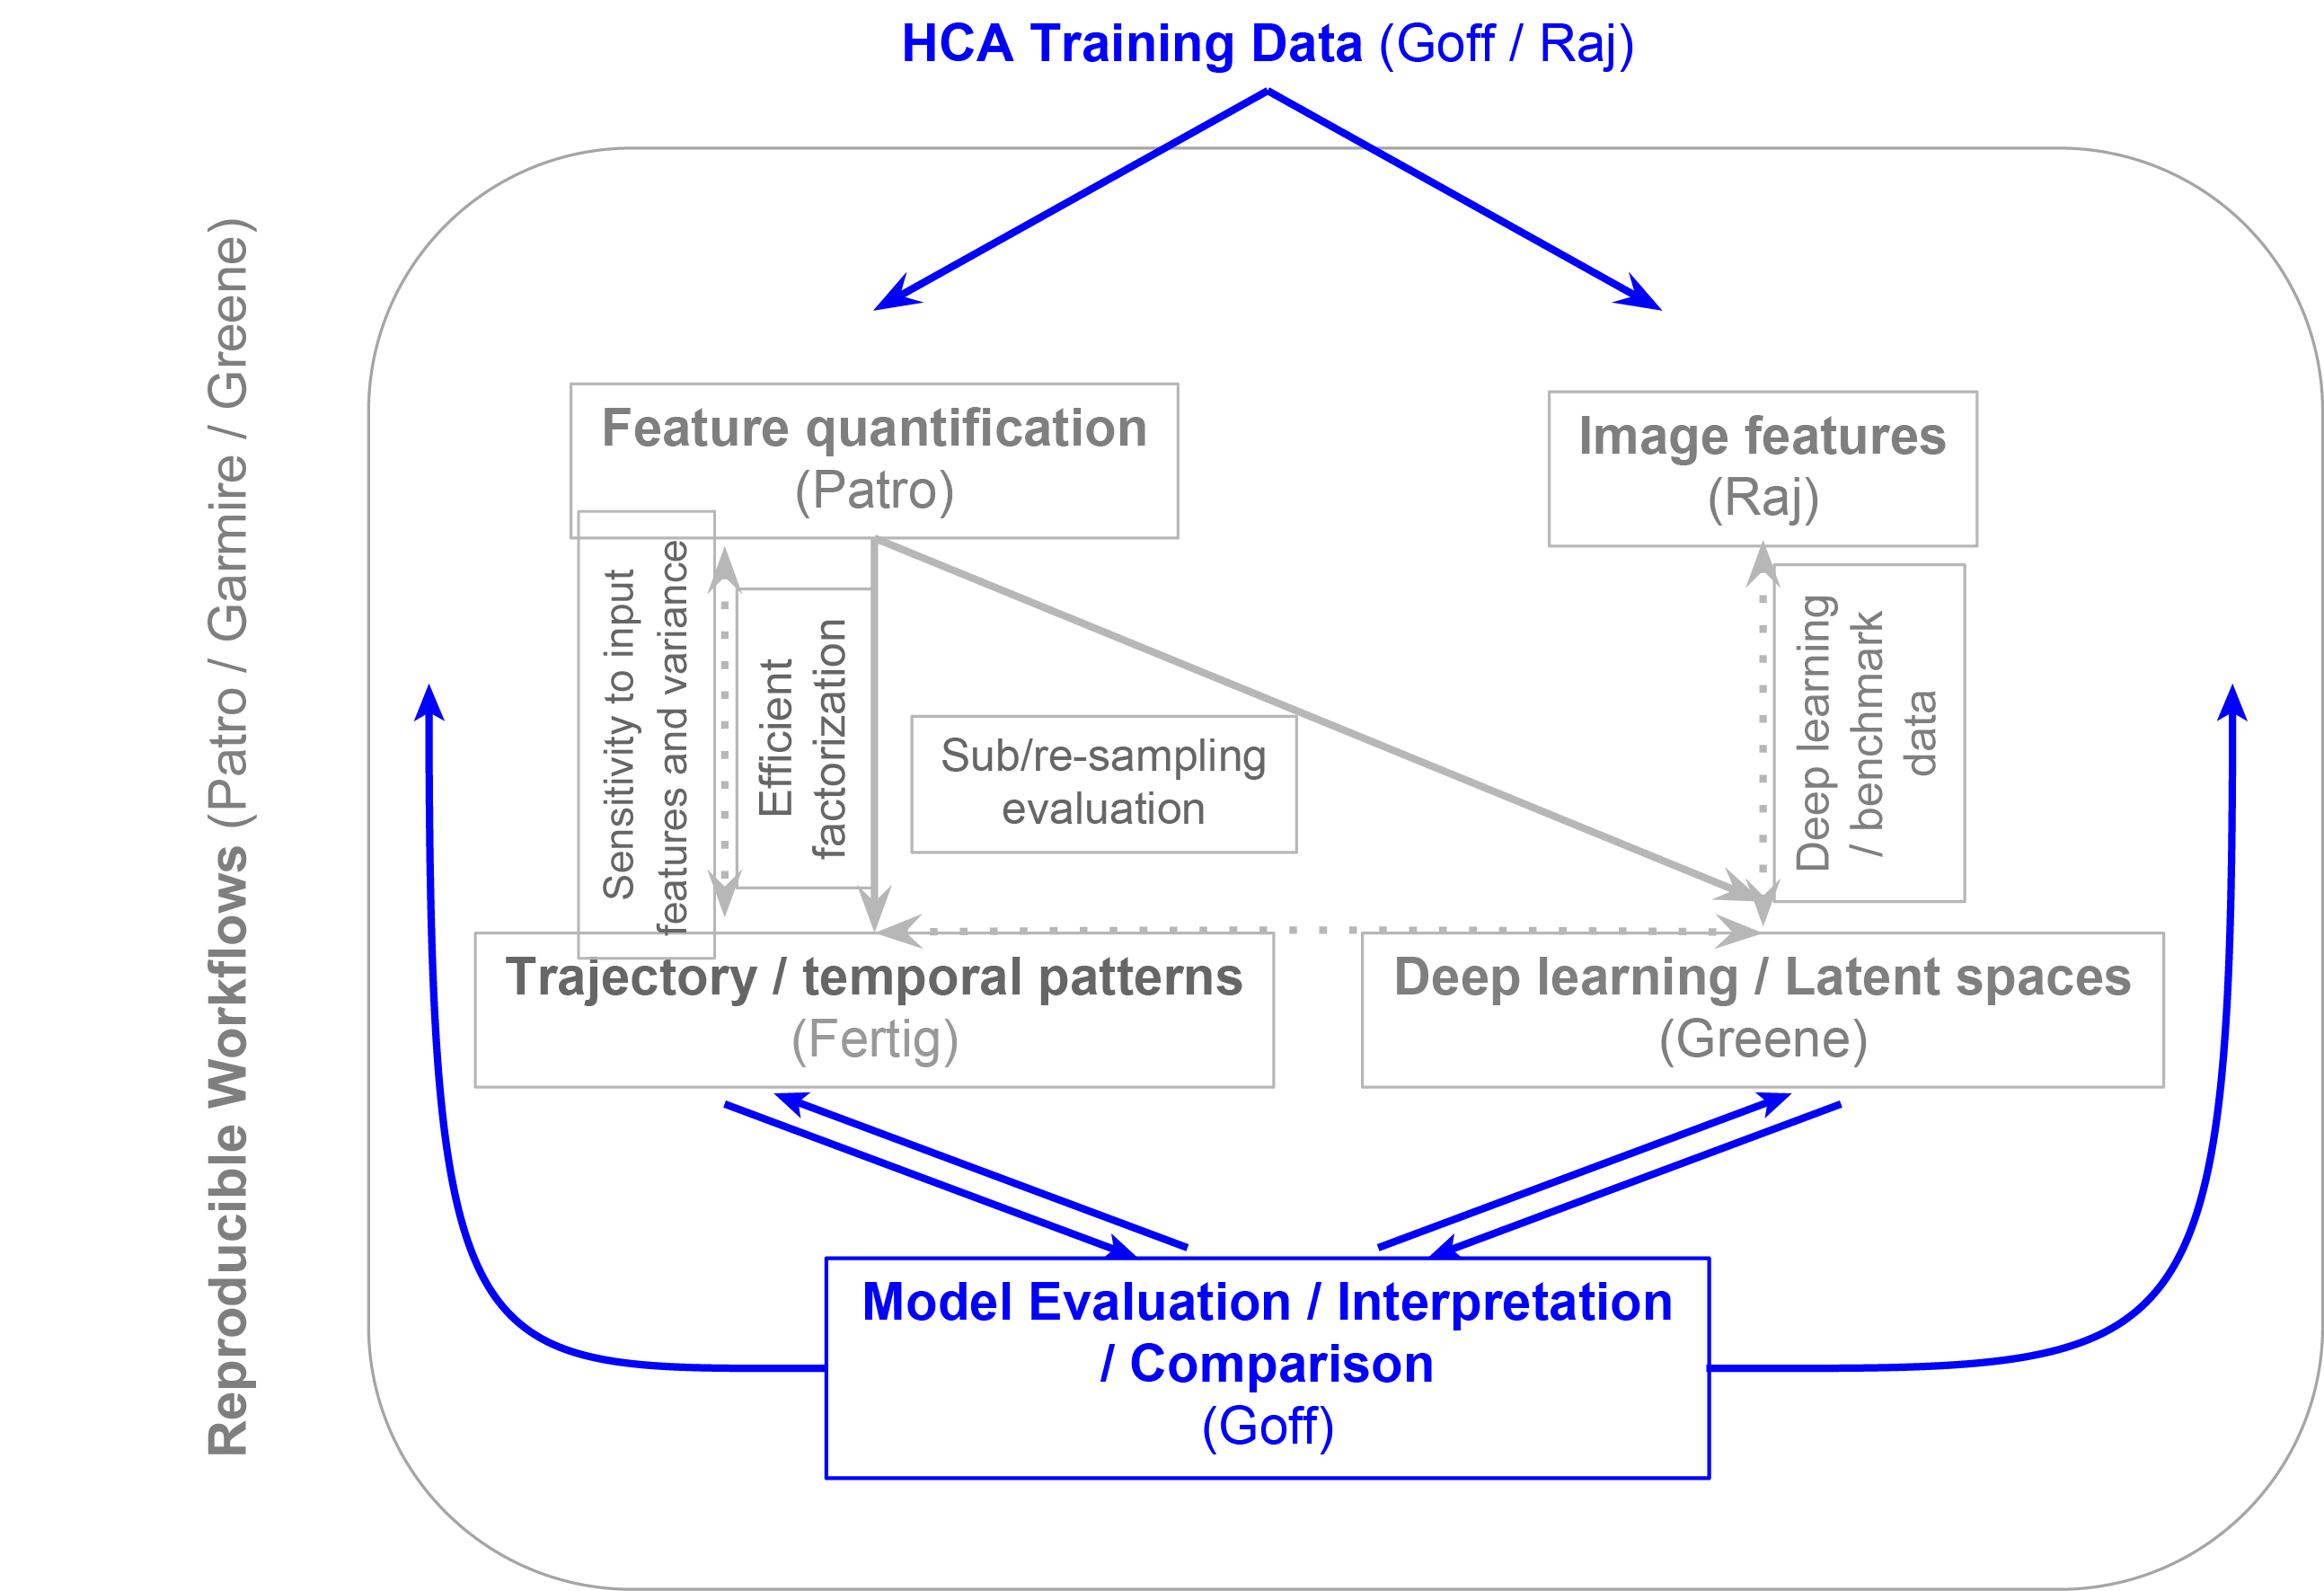 HCA Training Data (Goff / Raj)
Reproducible Workflows (Patro / Garmire / Greene)
Feature quantification
(Patro)
Image features
(Raj)
Sensitivity to input
features and variance
Efficient
factorization
Sub/re-sampling
evaluation
Deep learning
/ benchmark
data
Trajectory / temporal patterns
(Fertig)
Deep learning / Latent spaces
(Greene)
Model Evaluation / Interpretation
/ Comparison
(Goff)